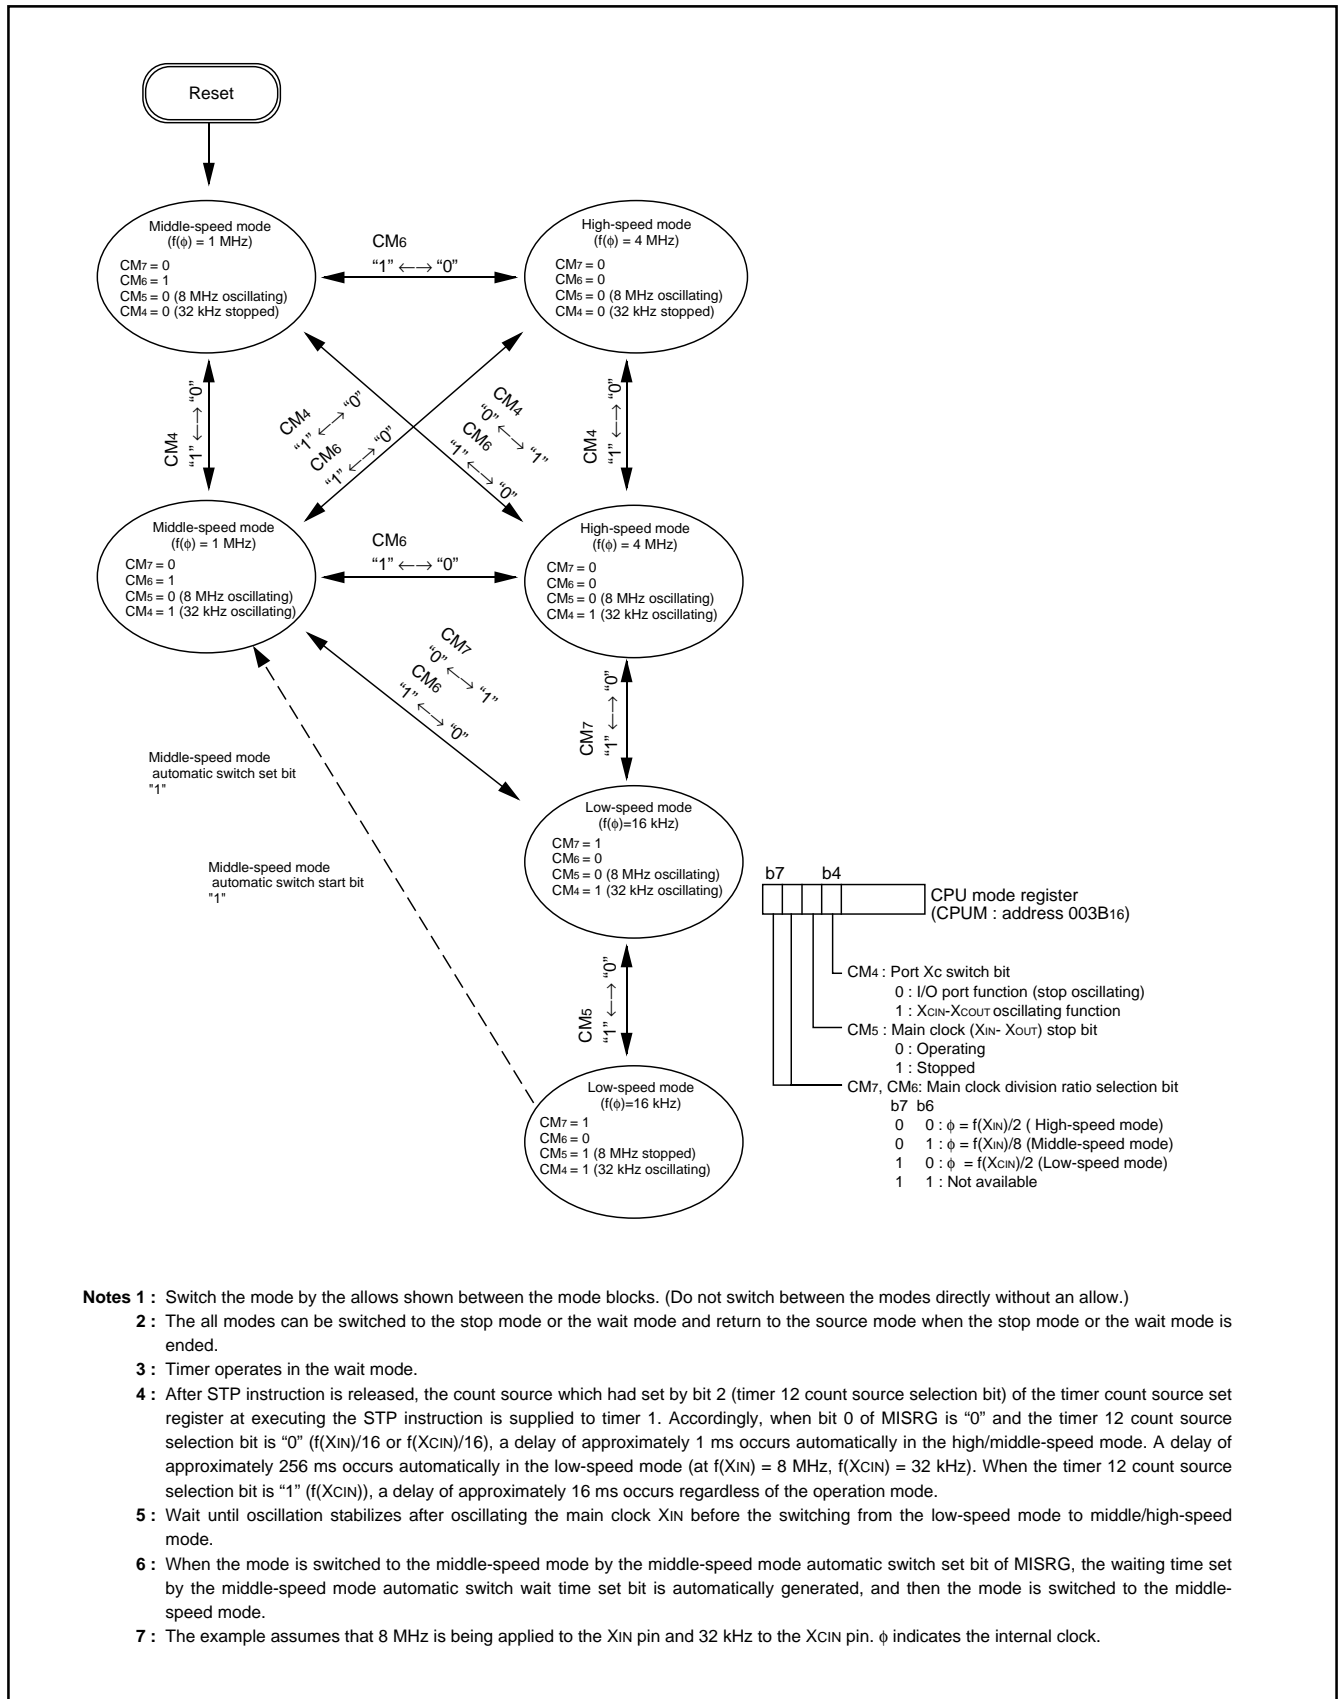 Reset
Middle-speed mode
(f(ϕ) = 1 MHz)
CM7 = 0
CM6 = 1
CM5 = 0 (8 MHz oscillating)
CM4 = 0 (32 kHz stopped)
CM6
“1” ←→ “0”
High-speed mode
(f(ϕ) = 4 MHz)
CM7 = 0
CM6 = 0
CM5 = 0 (8 MHz oscillating)
CM4 = 0 (32 kHz stopped)
CM4
“1” ←→ “0”
CM4
“1” ←→ “0”
CM6
“1” ←→ “0”
CM4
“0” ←→ “1”
CM6
“1” ←→ “0”
CM4
“1” ←→ “0”
Middle-speed mode
(f(ϕ) = 1 MHz)
CM7 = 0
CM6 = 1
CM5 = 0 (8 MHz oscillating)
CM4 = 1 (32 kHz oscillating)
CM6
“1” ←→ “0”
High-speed mode
(f(ϕ) = 4 MHz)
CM7 = 0
CM6 = 0
CM5 = 0 (8 MHz oscillating)
CM4 = 1 (32 kHz oscillating)
CM7
“0” ←→ “1”
CM6
“1” ←→ “0”
CM7
“1” ←→ “0”
Middle-speed mode
automatic switch set bit
"1"
Middle-speed mode
automatic switch start bit
"1"
Low-speed mode
(f(ϕ)=16 kHz)
CM7 = 1
CM6 = 0
CM5 = 0 (8 MHz oscillating)
CM4 = 1 (32 kHz oscillating)
CM5
“1” ←→ “0”
Low-speed mode
(f(ϕ)=16 kHz)
CM7 = 1
CM6 = 0
CM5 = 1 (8 MHz stopped)
CM4 = 1 (32 kHz oscillating)
b7 b4
CPU mode register
(CPUM : address 003B16)
CM4 : Port Xc switch bit
0 : I/O port function (stop oscillating)
1 : XCIN-XCOUT oscillating function
CM5 : Main clock (XIN- XOUT) stop bit
0 : Operating
1 : Stopped
CM7, CM6: Main clock division ratio selection bit
b7 b6
0 0 : ϕ = f(XIN)/2 ( High-speed mode)
0 1 : ϕ = f(XIN)/8 (Middle-speed mode)
1 0 : ϕ = f(XCIN)/2 (Low-speed mode)
1 1 : Not available
Notes 1 : Switch the mode by the allows shown between the mode blocks. (Do not switch between the modes directly without an allow.)
2 : The all modes can be switched to the stop mode or the wait mode and return to the source mode when the stop mode or the wait mode is
ended.
3 : Timer operates in the wait mode.
4 : After STP instruction is released, the count source which had set by bit 2 (timer 12 count source selection bit) of the timer count source set
register at executing the STP instruction is supplied to timer 1. Accordingly, when bit 0 of MISRG is “0” and the timer 12 count source
selection bit is “0” (f(XIN)/16 or f(XCIN)/16), a delay of approximately 1 ms occurs automatically in the high/middle-speed mode. A delay of
approximately 256 ms occurs automatically in the low-speed mode (at f(XIN) = 8 MHz, f(XCIN) = 32 kHz). When the timer 12 count source
selection bit is “1” (f(XCIN)), a delay of approximately 16 ms occurs regardless of the operation mode.
5 : Wait until oscillation stabilizes after oscillating the main clock XIN before the switching from the low-speed mode to middle/high-speed
mode.
6 : When the mode is switched to the middle-speed mode by the middle-speed mode automatic switch set bit of MISRG, the waiting time set
by the middle-speed mode automatic switch wait time set bit is automatically generated, and then the mode is switched to the middle-
speed mode.
7 : The example assumes that 8 MHz is being applied to the XIN pin and 32 kHz to the XCIN pin. ϕ indicates the internal clock.